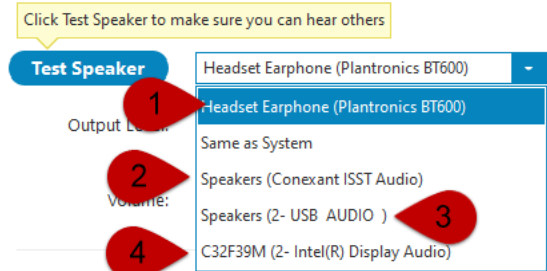 Click Test Speaker to make sure you can hear others
Test Speaker
Headset Earphone (Plantronics BT600)
1
Headset Earphone (Plantronics BT600)
Output
Same as System
2
Speakers (Conexant ISST Audio)
Volume:
Speakers (2- USB AUDIO )
3
4
C32F39M (2- Intel(R) Display Audio)